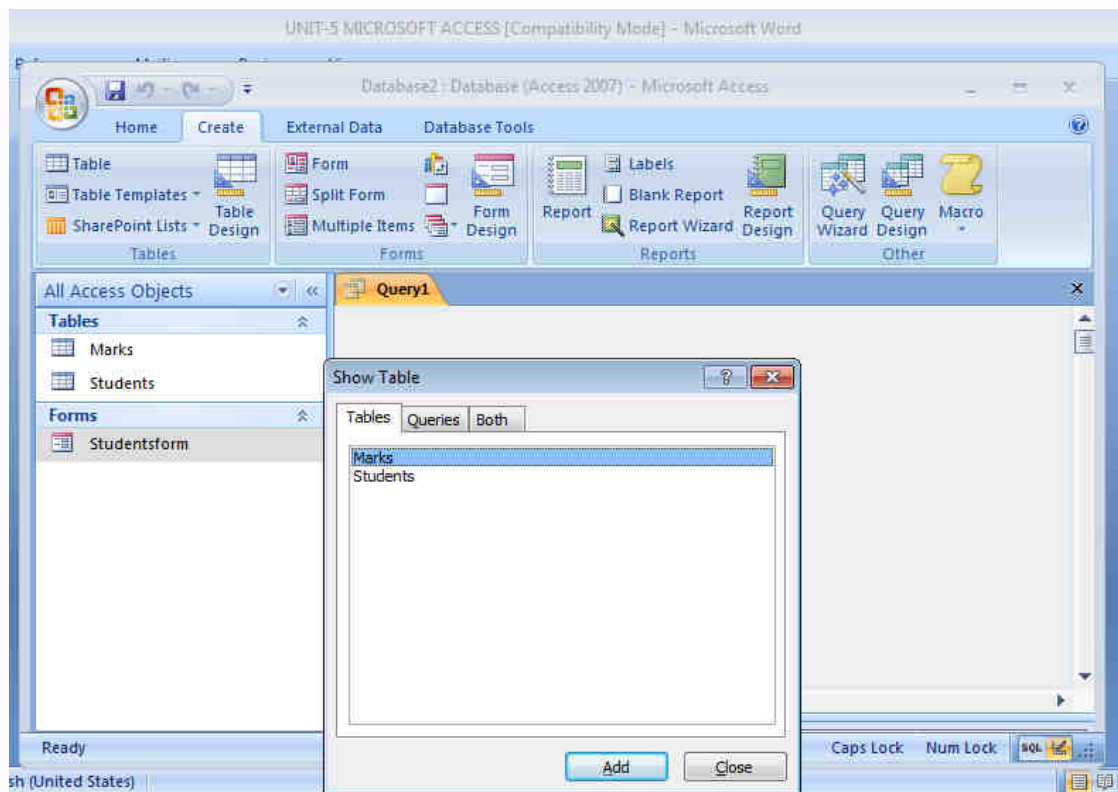 UNIT-5 MICROSOFT ACCESS [Compatibility Mode] - Microsoft Word
Database2 : Database (Access 2007) - Microsoft Access
Home Create External Data Database Tools
Table
Table Templates
SharePoint Lists
Table Design
Tables
Form
Split Form
Multiple Items
Form Design
Forms
Report
Labels
Blank Report
Report Wizard
Report Design
Reports
Query Wizard
Query Design
Macro
Other
All Access Objects
Tables
Marks
Students
Forms
Studentsform
Query1
Show Table
Tables Queries Both
Marks
Students
Add Close
Ready
Caps Lock Num Lock SQL
(United States)